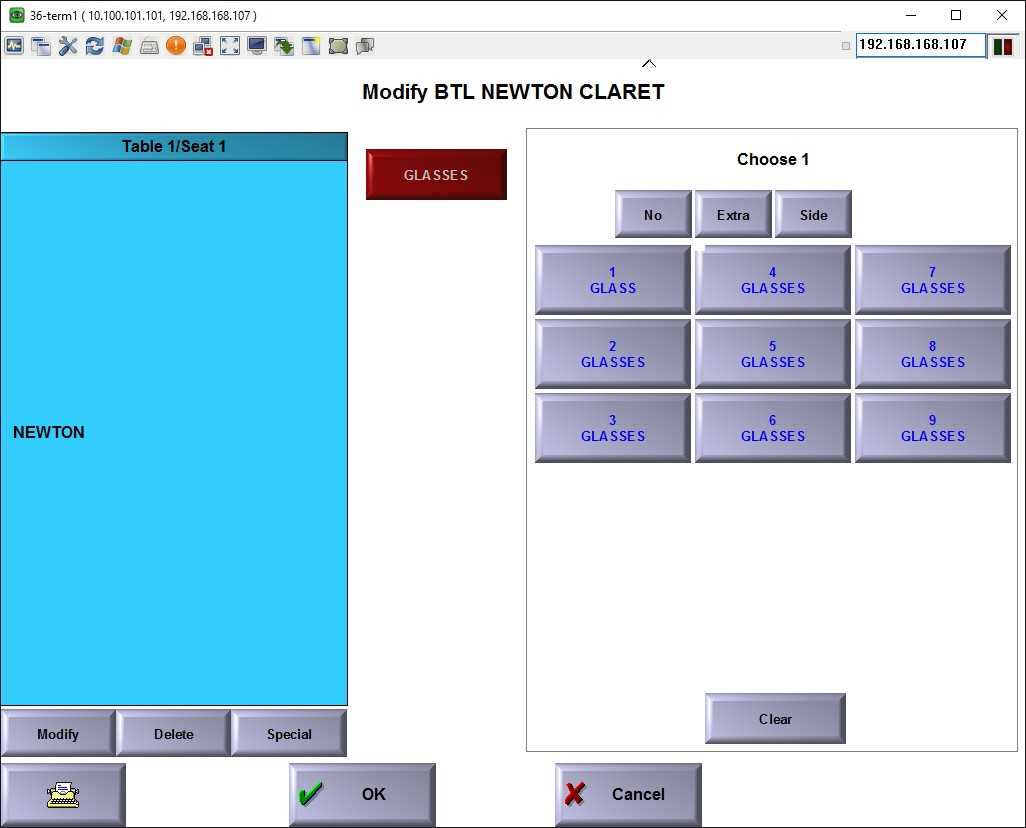 36-term1 ( 10.100.101.101, 192.168.168.107 )
192.168.168.107
Modify BTL NEWTON CLARET
Table 1/Seat 1
NEWTON
GLASSES
Choose 1
No Extra Side
1
GLASS
4
GLASSES
7
GLASSES
2
GLASSES
5
GLASSES
8
GLASSES
3
GLASSES
6
GLASSES
9
GLASSES
Clear
Modify Delete Special
OK Cancel